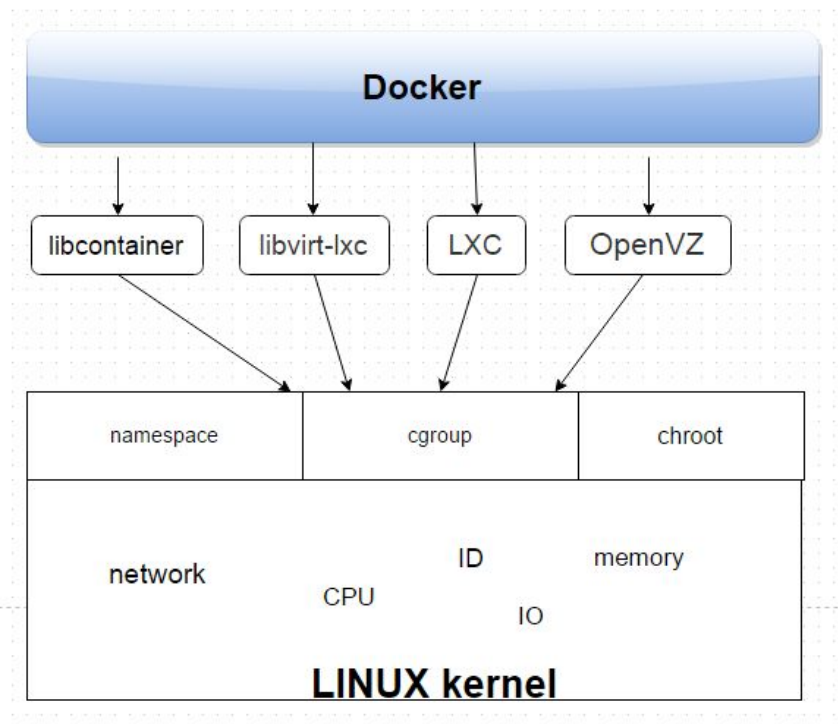 Docker
libcontainer
libvirt-lxc
LXC
OpenVZ
namespace
cgroup
chroot
network
CPU
ID
IO
memory
LINUX kernel